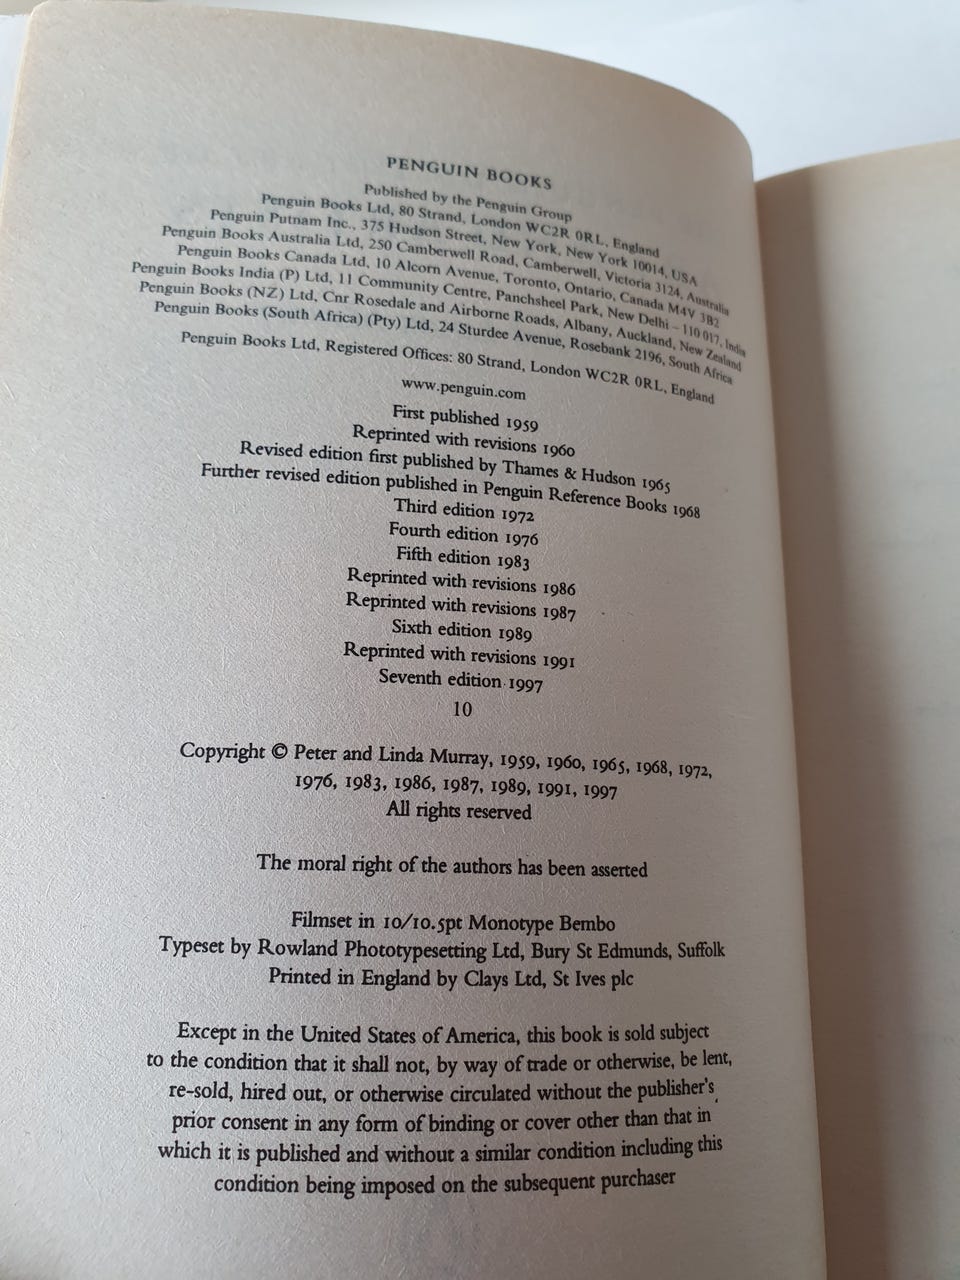 PENGUIN BOOKS
Published by the Penguin Group
Penguin Books Ltd, 80 Strand, London WC2R 0RL, England
Penguin Putnam Inc., 375 Hudson Street, New York, New York 10014, USA
Penguin Books Australia Ltd, 250 Camberwell Road, Camberwell, Victoria 3124, Australia
Penguin Books Canada Ltd, 10 Alcorn Avenue, Toronto, Ontario, Canada M4V 3B2
Penguin Books India (P) Ltd, 11 Community Centre, Panchsheel Park, New Delhi – 110 017, India
Penguin Books (NZ) Ltd, Cnr Rosedale and Airborne Roads, Albany, Auckland, New Zealand
Penguin Books (South Africa) (Pty) Ltd, 24 Sturdee Avenue, Rosebank 2196, South Africa
Penguin Books Ltd, Registered Offices: 80 Strand, London WC2R 0RL, England
www.penguin.com
First published 1959
Reprinted with revisions 1960
Revised edition first published by Thames & Hudson 1965
Further revised edition published in Penguin Reference Books 1968
Third edition 1972
Fourth edition 1976
Fifth edition 1983
Reprinted with revisions 1986
Reprinted with revisions 1987
Sixth edition 1989
Reprinted with revisions 1991
Seventh edition 1997
10
Copyright © Peter and Linda Murray, 1959, 1960, 1965, 1968, 1972,
1976, 1983, 1986, 1987, 1989, 1991, 1997
All rights reserved
The moral right of the authors has been asserted
Filmset in 10/10.5pt Monotype Bembo
Typeset by Rowland Phototypesetting Ltd, Bury St Edmunds, Suffolk
Printed in England by Clays Ltd, St Ives plc
Except in the United States of America, this book is sold subject
to the condition that it shall not, by way of trade or otherwise, be lent,
re-sold, hired out, or otherwise circulated without the publisher's
prior consent in any form of binding or cover other than that in
which it is published and without a similar condition including this
condition being imposed on the subsequent purchaser